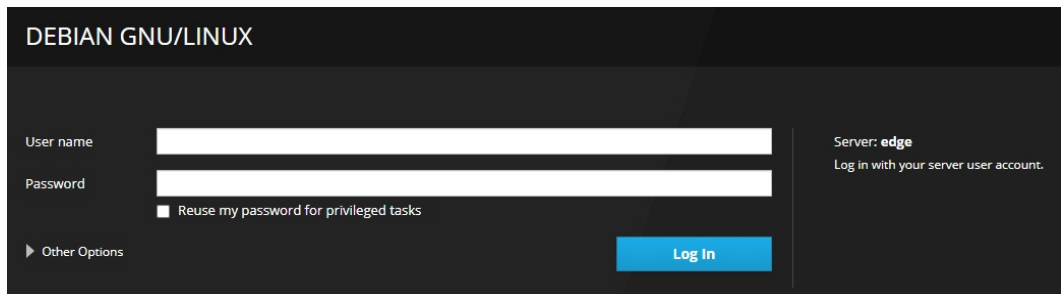 DEBIAN GNU/LINUX
User name
Password
Reuse my password for privileged tasks
Other Options
Log In
Server: edge
Log in with your server user account.